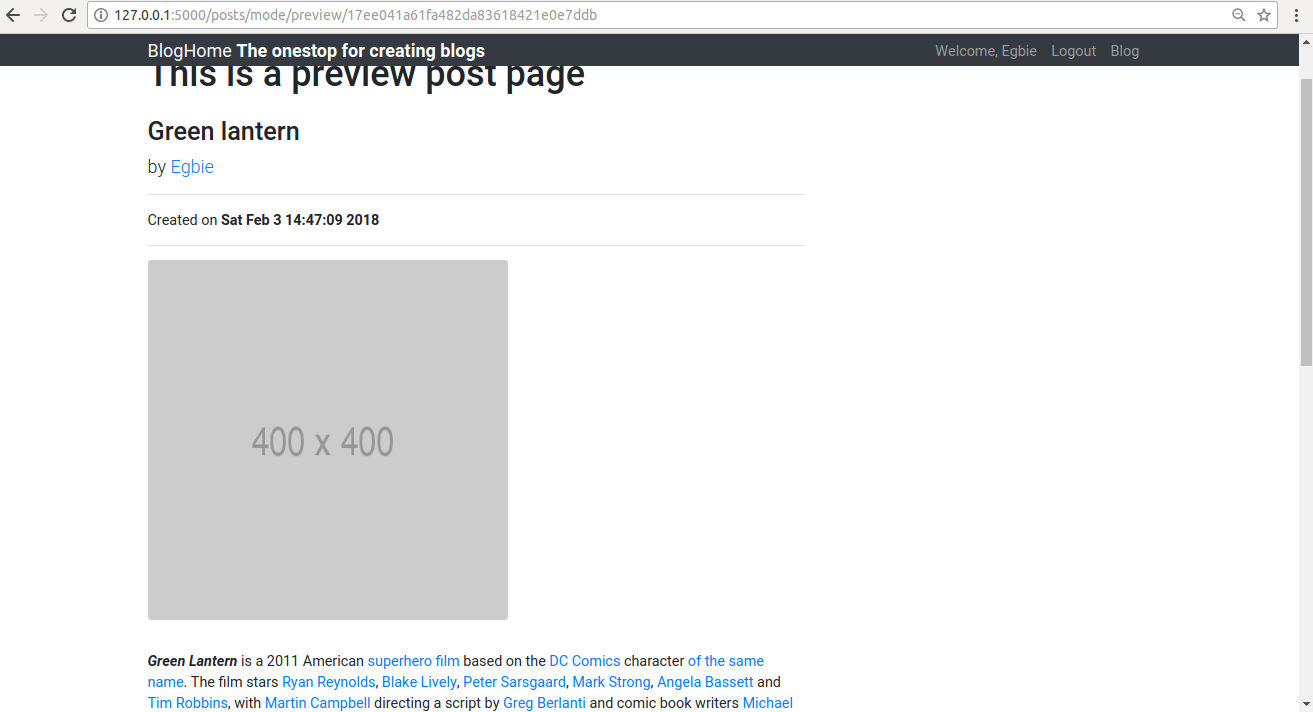 127.0.0.1:5000/posts/mode/preview/17ee041a61fa482da83618421e0e7ddb
BlogHome The onestop for creating blogs Welcome, Egbie Logout Blog
This is a preview post page
Green lantern
by Egbie
Created on Sat Feb 3 14:47:09 2018
400 x 400
Green Lantern is a 2011 American superhero film based on the DC Comics character of the same
name. The film stars Ryan Reynolds, Blake Lively, Peter Sarsgaard, Mark Strong, Angela Bassett and
Tim Robbins, with Martin Campbell directing a script by Greg Berlanti and comic book writers Michael